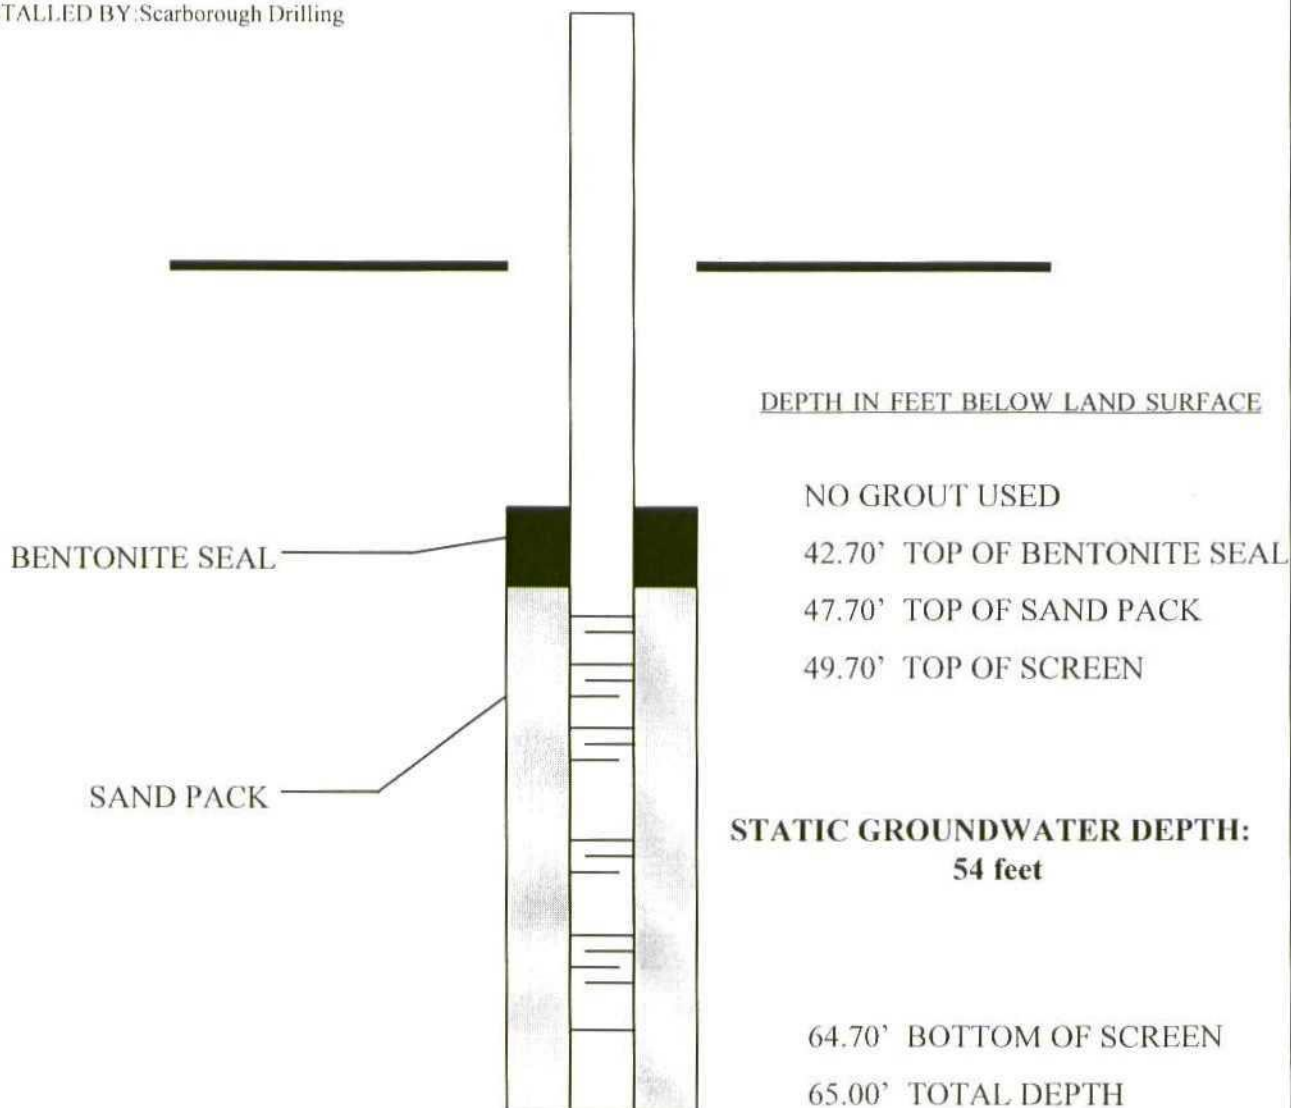 TALLED BY:Scarborough Drilling
DEPTH IN FEET BELOW LAND SURFACE
NO GROUT USED
BENTONITE SEAL
42.70' TOP OF BENTONITE SEAL
47.70' TOP OF SAND PACK
49.70' TOP OF SCREEN
SAND PACK
STATIC GROUNDWATER DEPTH:
54 feet
64.70' BOTTOM OF SCREEN
65.00' TOTAL DEPTH